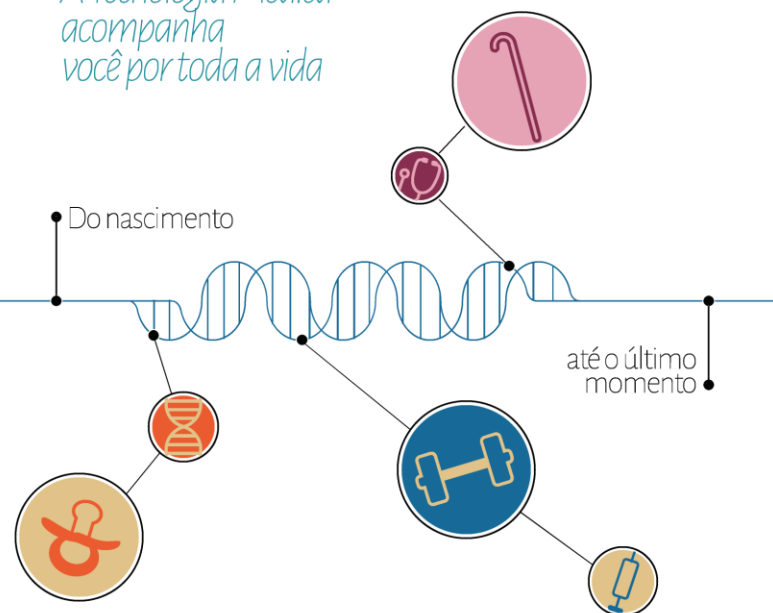 acompanha
você por toda a vida
Do nascimento
até o último
momento